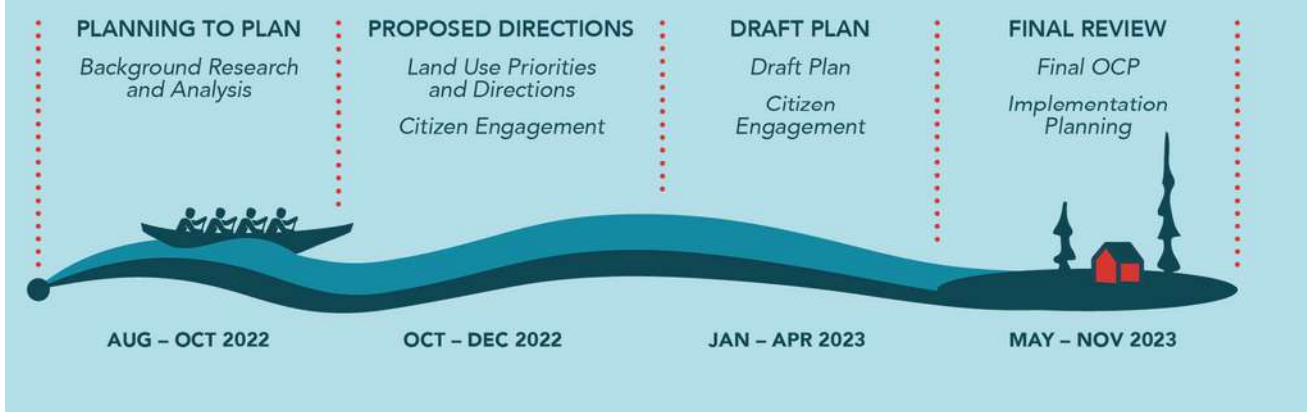 PLANNING TO PLAN
Background Research
and Analysis
PROPOSED DIRECTIONS
Land Use Priorities
and Directions
Citizen Engagement
DRAFT PLAN
Draft Plan
Citizen
Engagement
FINAL REVIEW
Final OCP
Implementation
Planning
AUG – OCT 2022
OCT – DEC 2022
JAN – APR 2023
MAY – NOV 2023